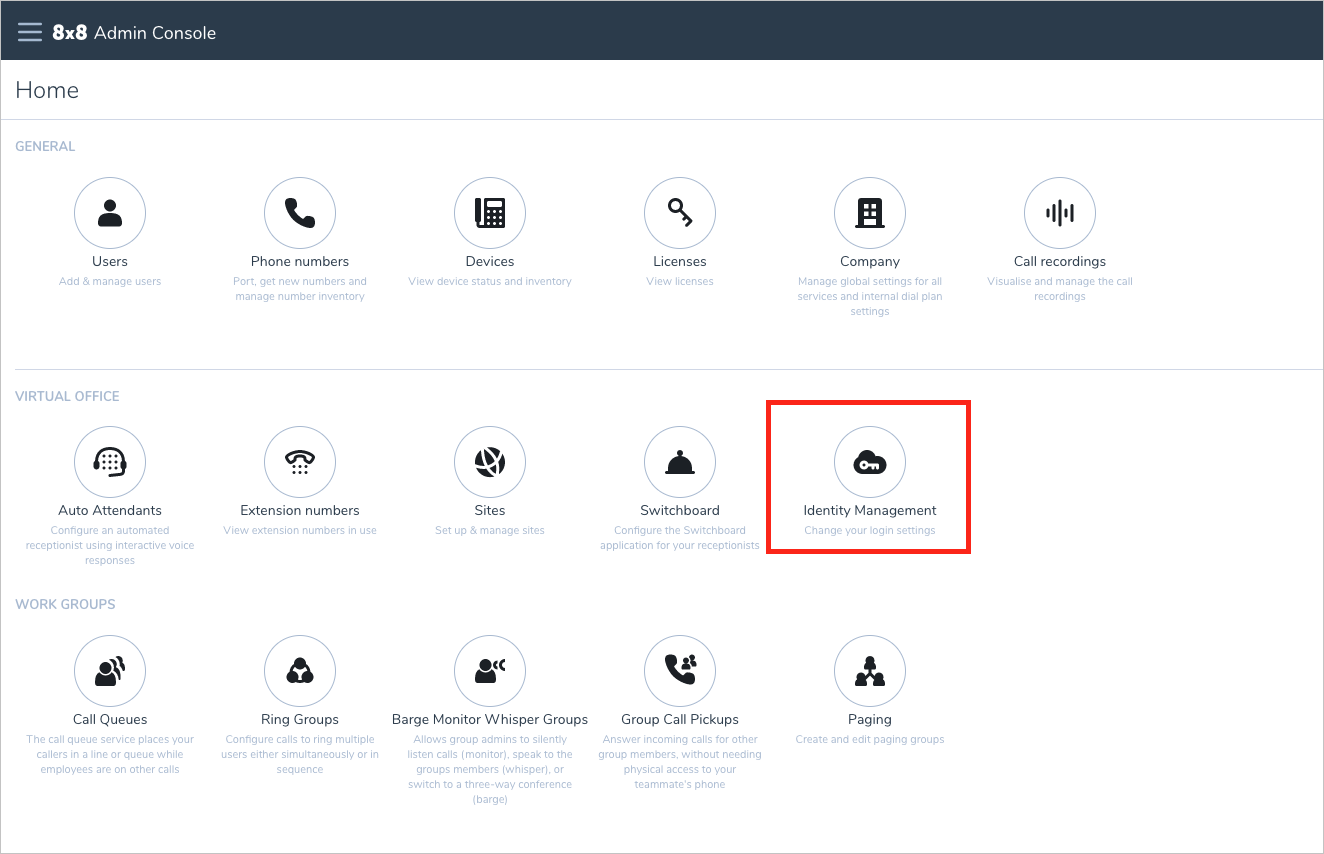 8x8 Admin Console
Home
GENERAL
Users
Add & manage users
Phone numbers
Port, get new numbers and
manage number inventory
Devices
View device status and inventory
Licenses
View licenses
Company
Manage global settings for all
services and internal dial plan
settings
Call recordings
Visualise and manage the call
recordings
VIRTUAL OFFICE
Auto Attendants
Configure an automated
receptionist using interactive voice
responses
Extension numbers
View extension numbers in use
Sites
Set up & manage sites
Switchboard
Configure the Switchboard
application for your receptionists
Identity Management
Change your login settings
WORK GROUPS
Call Queues
The call queue service places your
callers in a line or queue while
employees are on other calls
Ring Groups
Configure calls to ring multiple
users either simultaneously or in
sequence
Barge Monitor Whisper Groups
Allows group admins to silently
listen calls (monitor), speak to the
groups members (whisper), or
switch to a three-way conference
(barge)
Group Call Pickups
Answer incoming calls for other
group members, without needing
physical access to your
teammate's phone
Paging
Create and edit paging groups